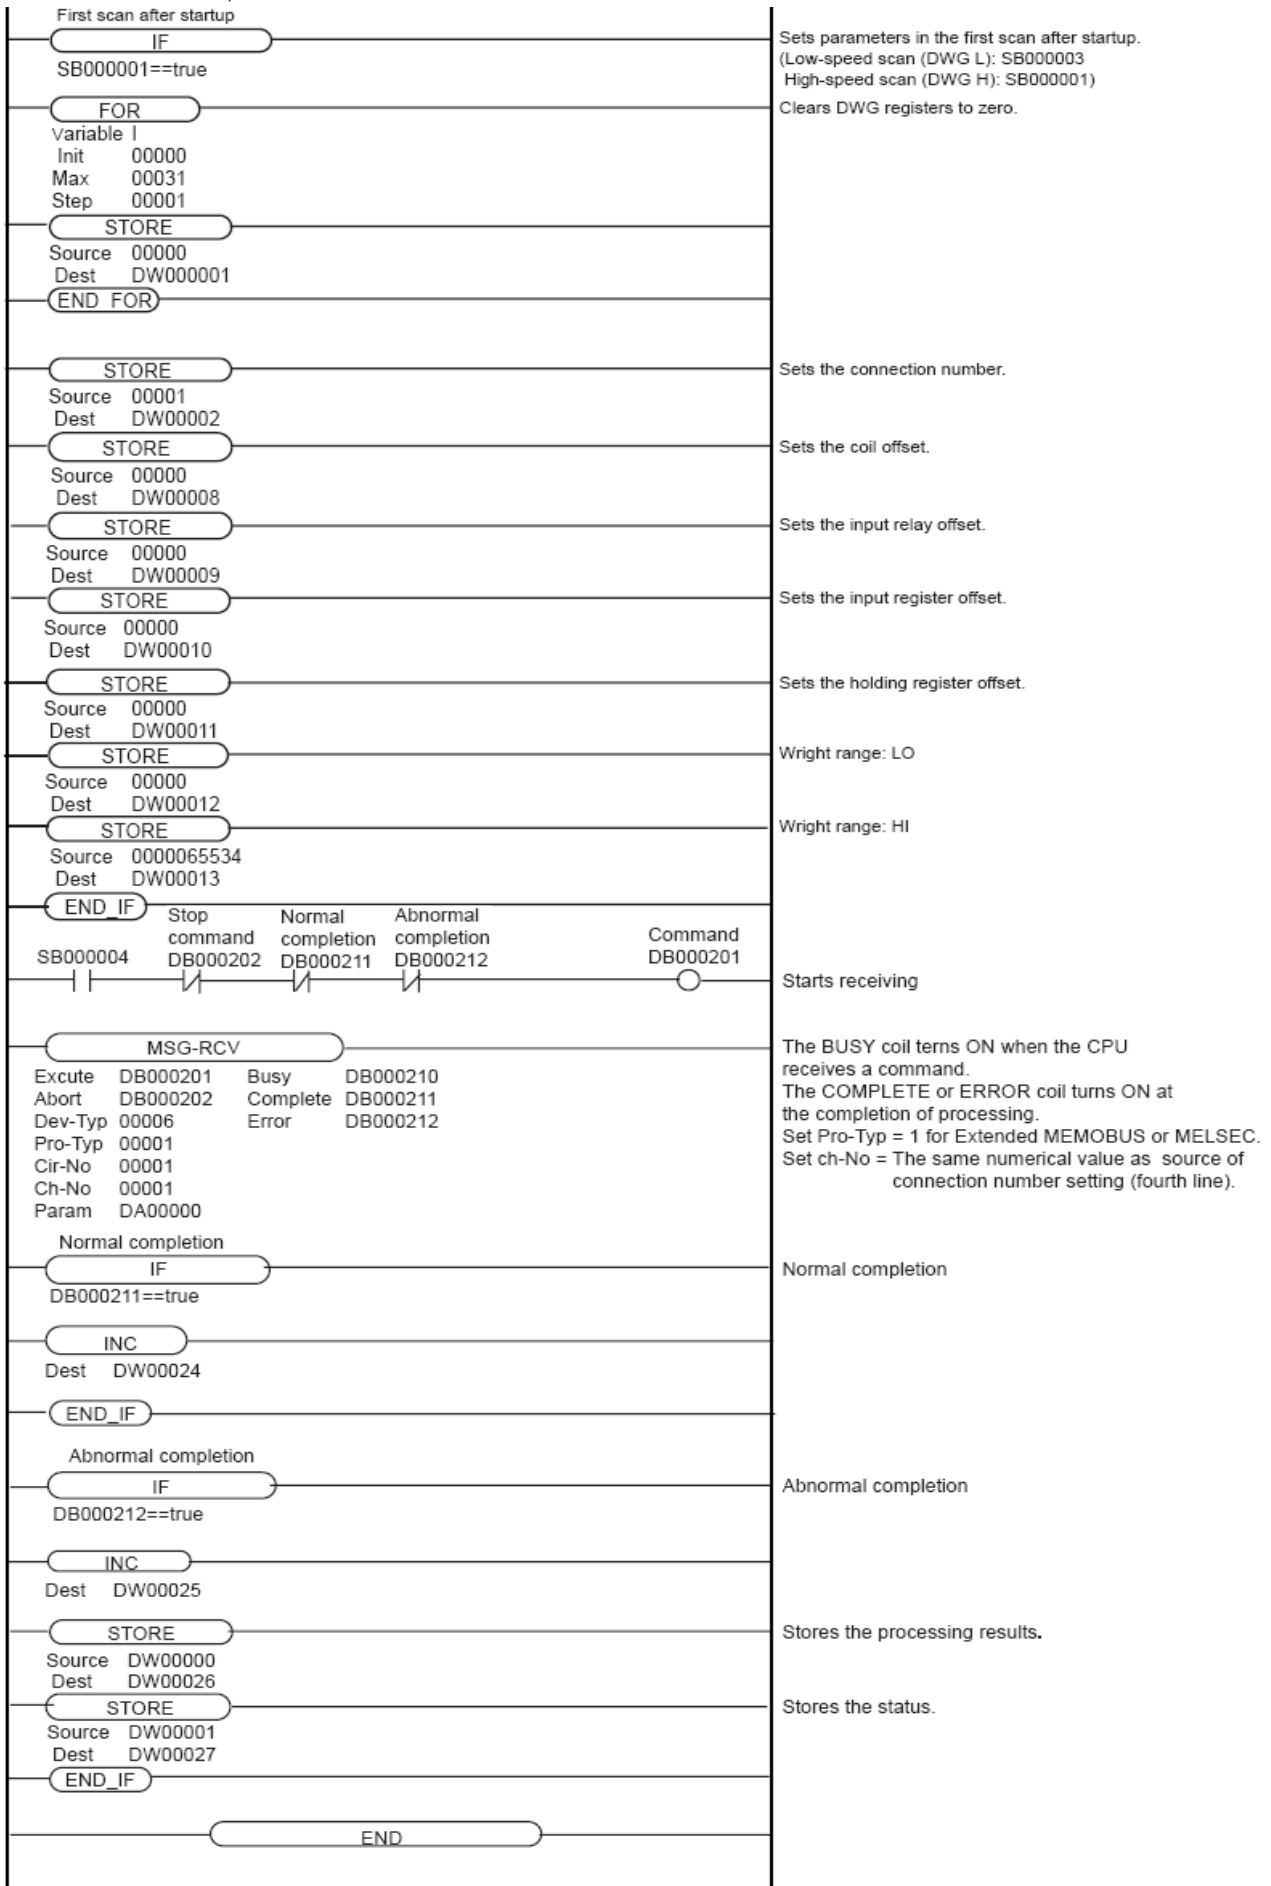 First scan after startup
IF
SB000001==true
Sets parameters in the first scan after startup.
(Low-speed scan (DWG L): SB000003
High-speed scan (DWG H): SB000001)
FOR
Variable I
Init 00000
Max 00031
Step 00001
Clears DWG registers to zero.
STORE
Source 00000
Dest DW000001
END_FOR
STORE
Source 00001
Dest DW00002
Sets the connection number.
STORE
Source 00000
Dest DW00008
Sets the coil offset.
STORE
Source 00000
Dest DW00009
Sets the input relay offset.
STORE
Source 00000
Dest DW00010
Sets the input register offset.
STORE
Source 00000
Dest DW00011
Sets the holding register offset.
STORE
Source 00000
Dest DW00012
Wright range: LO
STORE
Source 0000065534
Dest DW00013
Wright range: HI
END_IF
SB000004
Stop
command
DB000202
Normal
completion
DB000211
Abnormal
completion
DB000212
Command
DB000201
Starts receiving
MSG-RCV
Excute DB000201 Busy DB000210
Abort DB000202 Complete DB000211
Dev-Typ 00006 Error DB000212
Pro-Typ 00001
Cir-No 00001
Ch-No 00001
Param DA00000
The BUSY coil terns ON when the CPU
receives a command.
The COMPLETE or ERROR coil turns ON at
the completion of processing.
Set Pro-Typ = 1 for Extended MEMOBUS or MELSEC.
Set ch-No = The same numerical value as source of
connection number setting (fourth line).
Normal completion
IF
DB000211==true
Normal completion
INC
Dest DW00024
END_IF
Abnormal completion
IF
DB000212==true
Abnormal completion
INC
Dest DW00025
STORE
Source DW00000
Dest DW00026
Stores the processing results.
STORE
Source DW00001
Dest DW00027
Stores the status.
END_IF
END